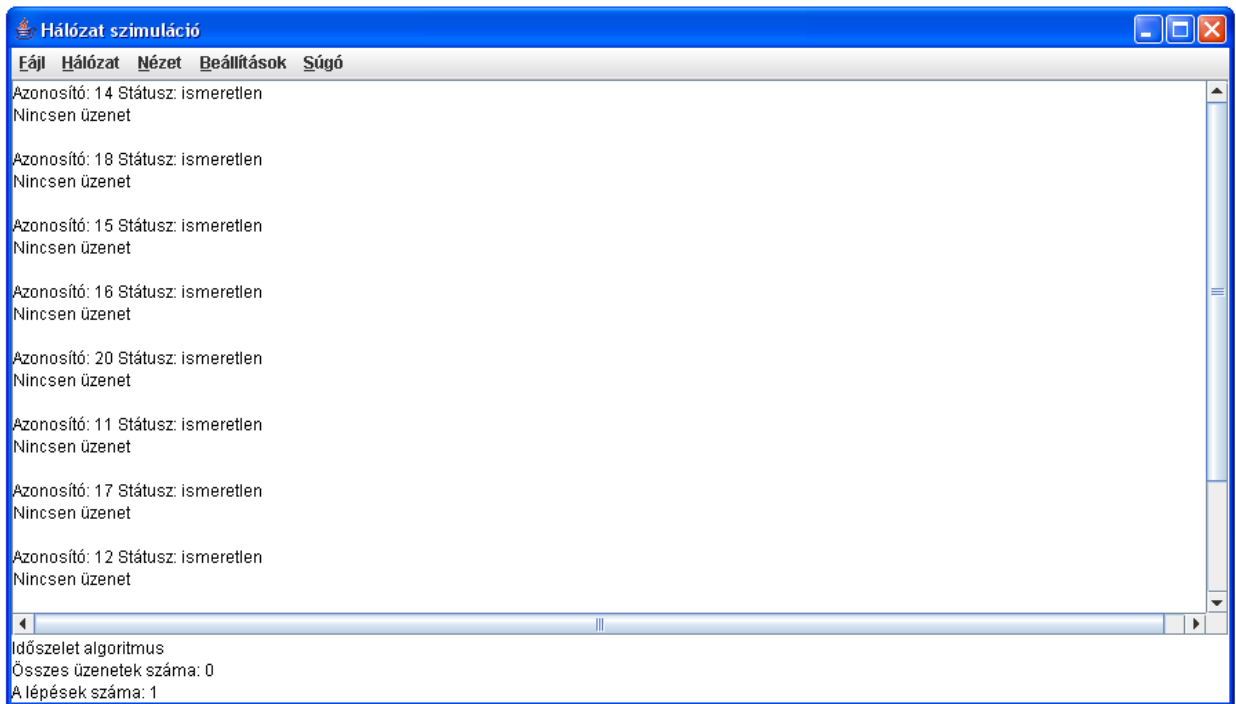 Hálózat szimuláció
Fájl Hálózat Nézet Beállítások Súgó
Azonosító: 14 Státusz: ismeretlen
Nincsen üzenet
Azonosító: 18 Státusz: ismeretlen
Nincsen üzenet
Azonosító: 15 Státusz: ismeretlen
Nincsen üzenet
Azonosító: 16 Státusz: ismeretlen
Nincsen üzenet
Azonosító: 20 Státusz: ismeretlen
Nincsen üzenet
Azonosító: 11 Státusz: ismeretlen
Nincsen üzenet
Azonosító: 17 Státusz: ismeretlen
Nincsen üzenet
Azonosító: 12 Státusz: ismeretlen
Nincsen üzenet
Időszelet algoritmus
Összes üzenetek száma: 0
A lépések száma: 1